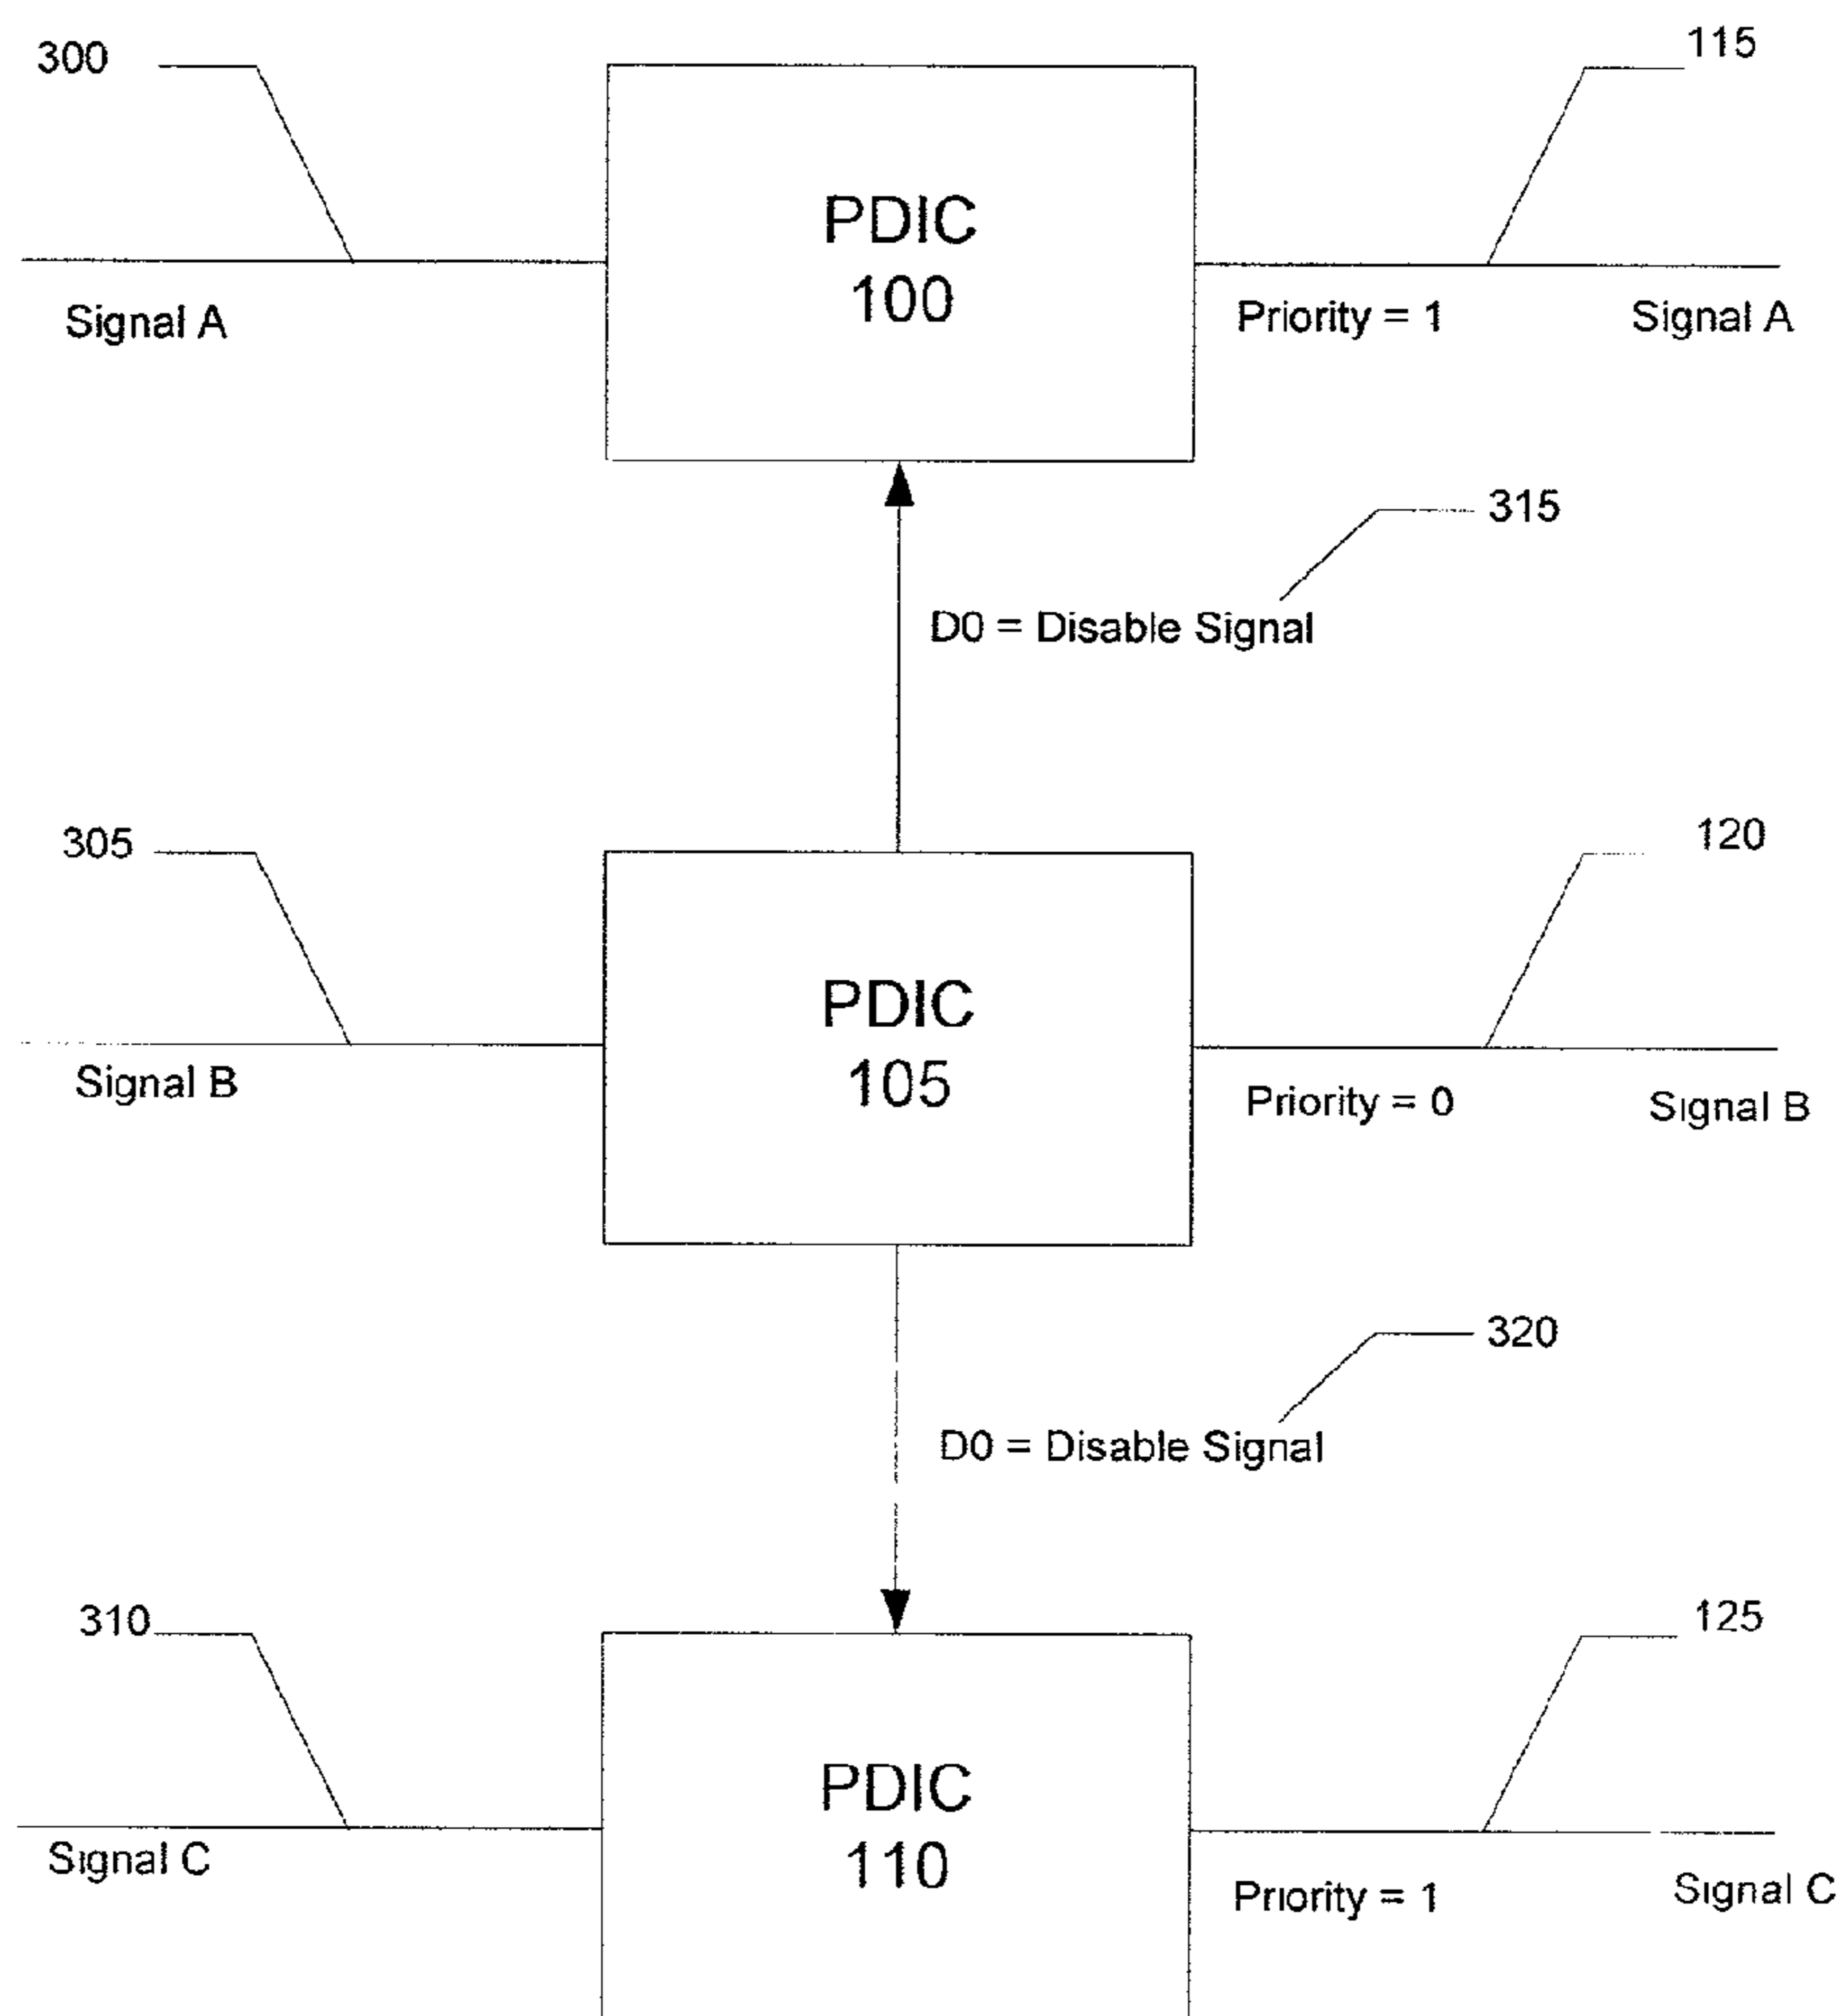 300
115
PDIC
100
Signal A
Priority = 1
Signal A
315
D0 = Disable Signal
305
120
PDIC
105
Signal B
Priority = 0
Signal B
320
D0 = Disable Signal
310
125
PDIC
110
Signal C
Priority = 1
Signal C